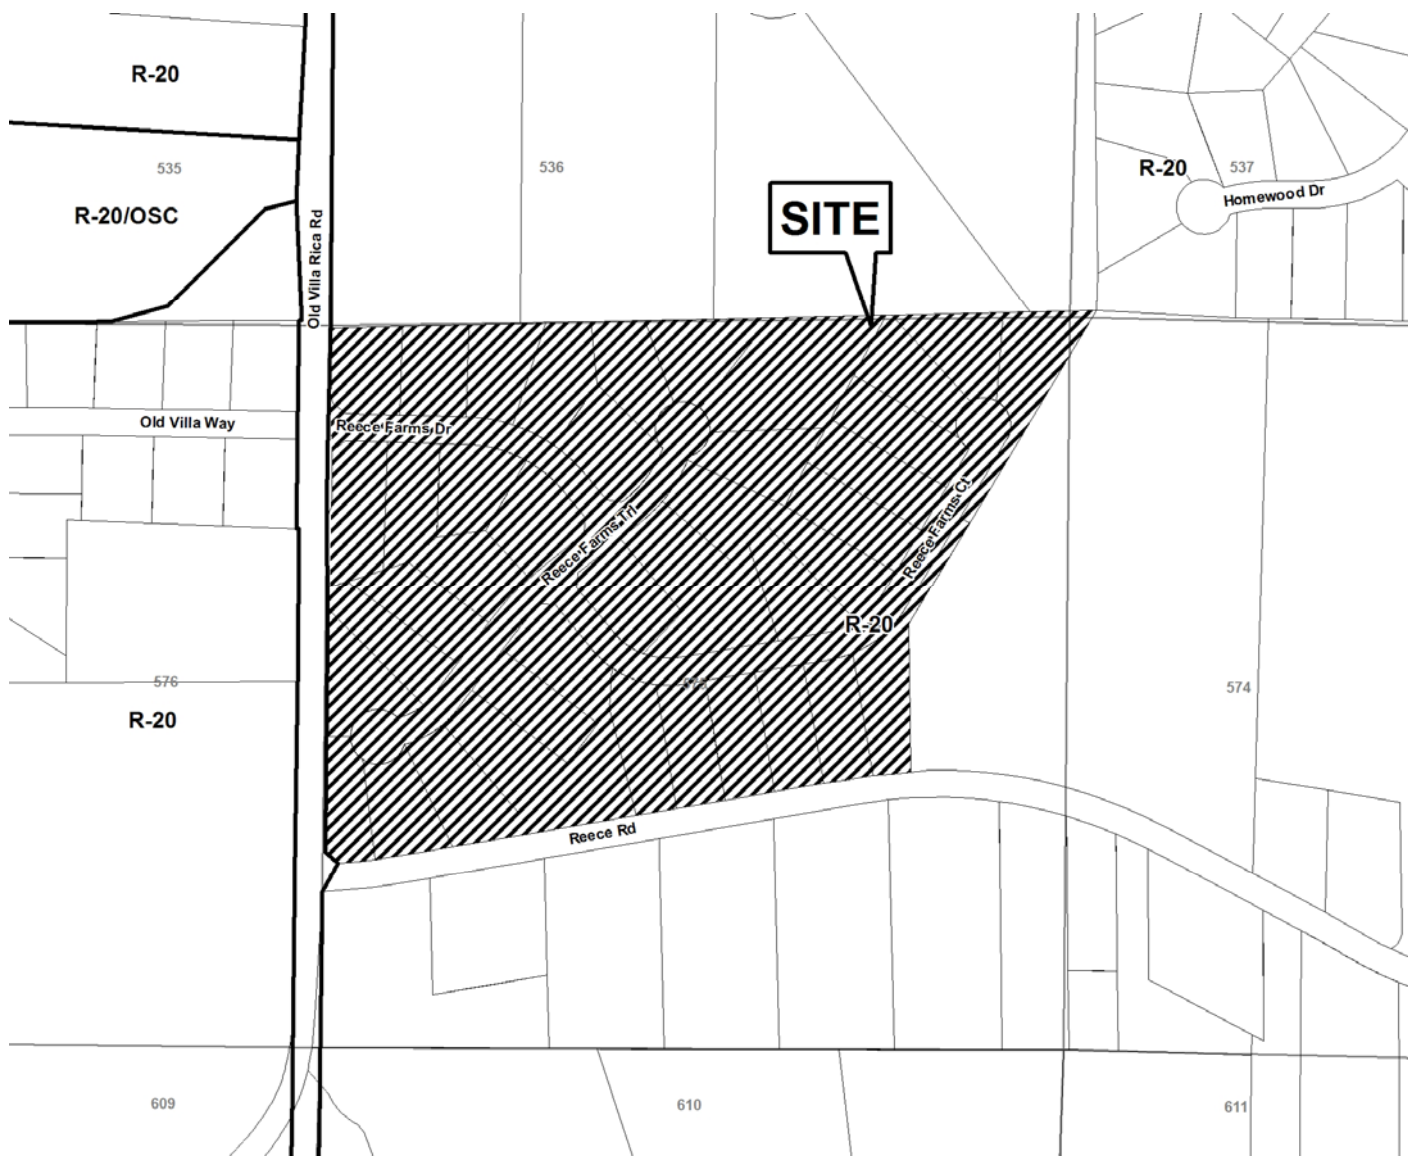 R-20
535
536
R-20
537
Homewood Dr
R-20/OSC
SITE
Old Villa Rica Rd
Old Villa Way
Reece Farms Dr
Reece Farms Trl
Reece Farms Ct
R-20
576
574
R-20
Reece Rd
609
610
611